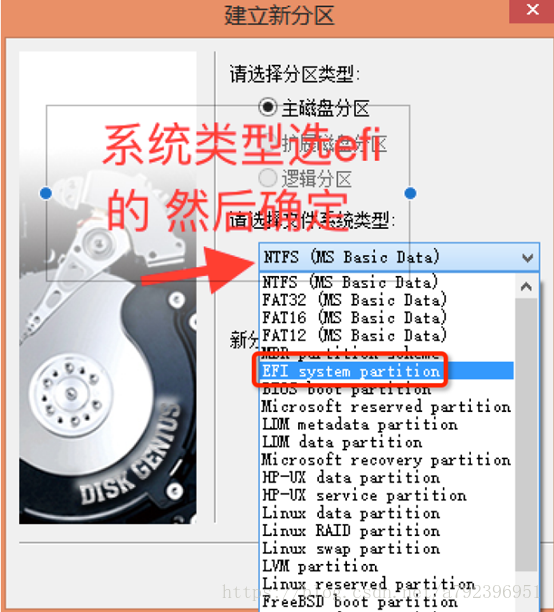 建立新分区
请选择分区类型:
主磁盘分区
扩展磁盘分区
逻辑分区
系统类型选efi
的 然后确定
请选择文件系统类型:
NTFS (MS Basic Data)
NTFS (MS Basic Data)
FAT32 (MS Basic Data)
FAT16 (MS Basic Data)
FAT12 (MS Basic Data)
新分
MBR partition scheme
EFI system partition
BIOS boot partition
Microsoft reserved partition
LDM metadata partition
LDM data partition
Microsoft recovery partition
HP-UX data partition
HP-UX service partition
Linux data partition
Linux RAID partition
Linux swap partition
LVM partition
Linux reserved partition
FreeBSD boot partition
DISK GENIUS
https://blog.csdn.net/a792396951